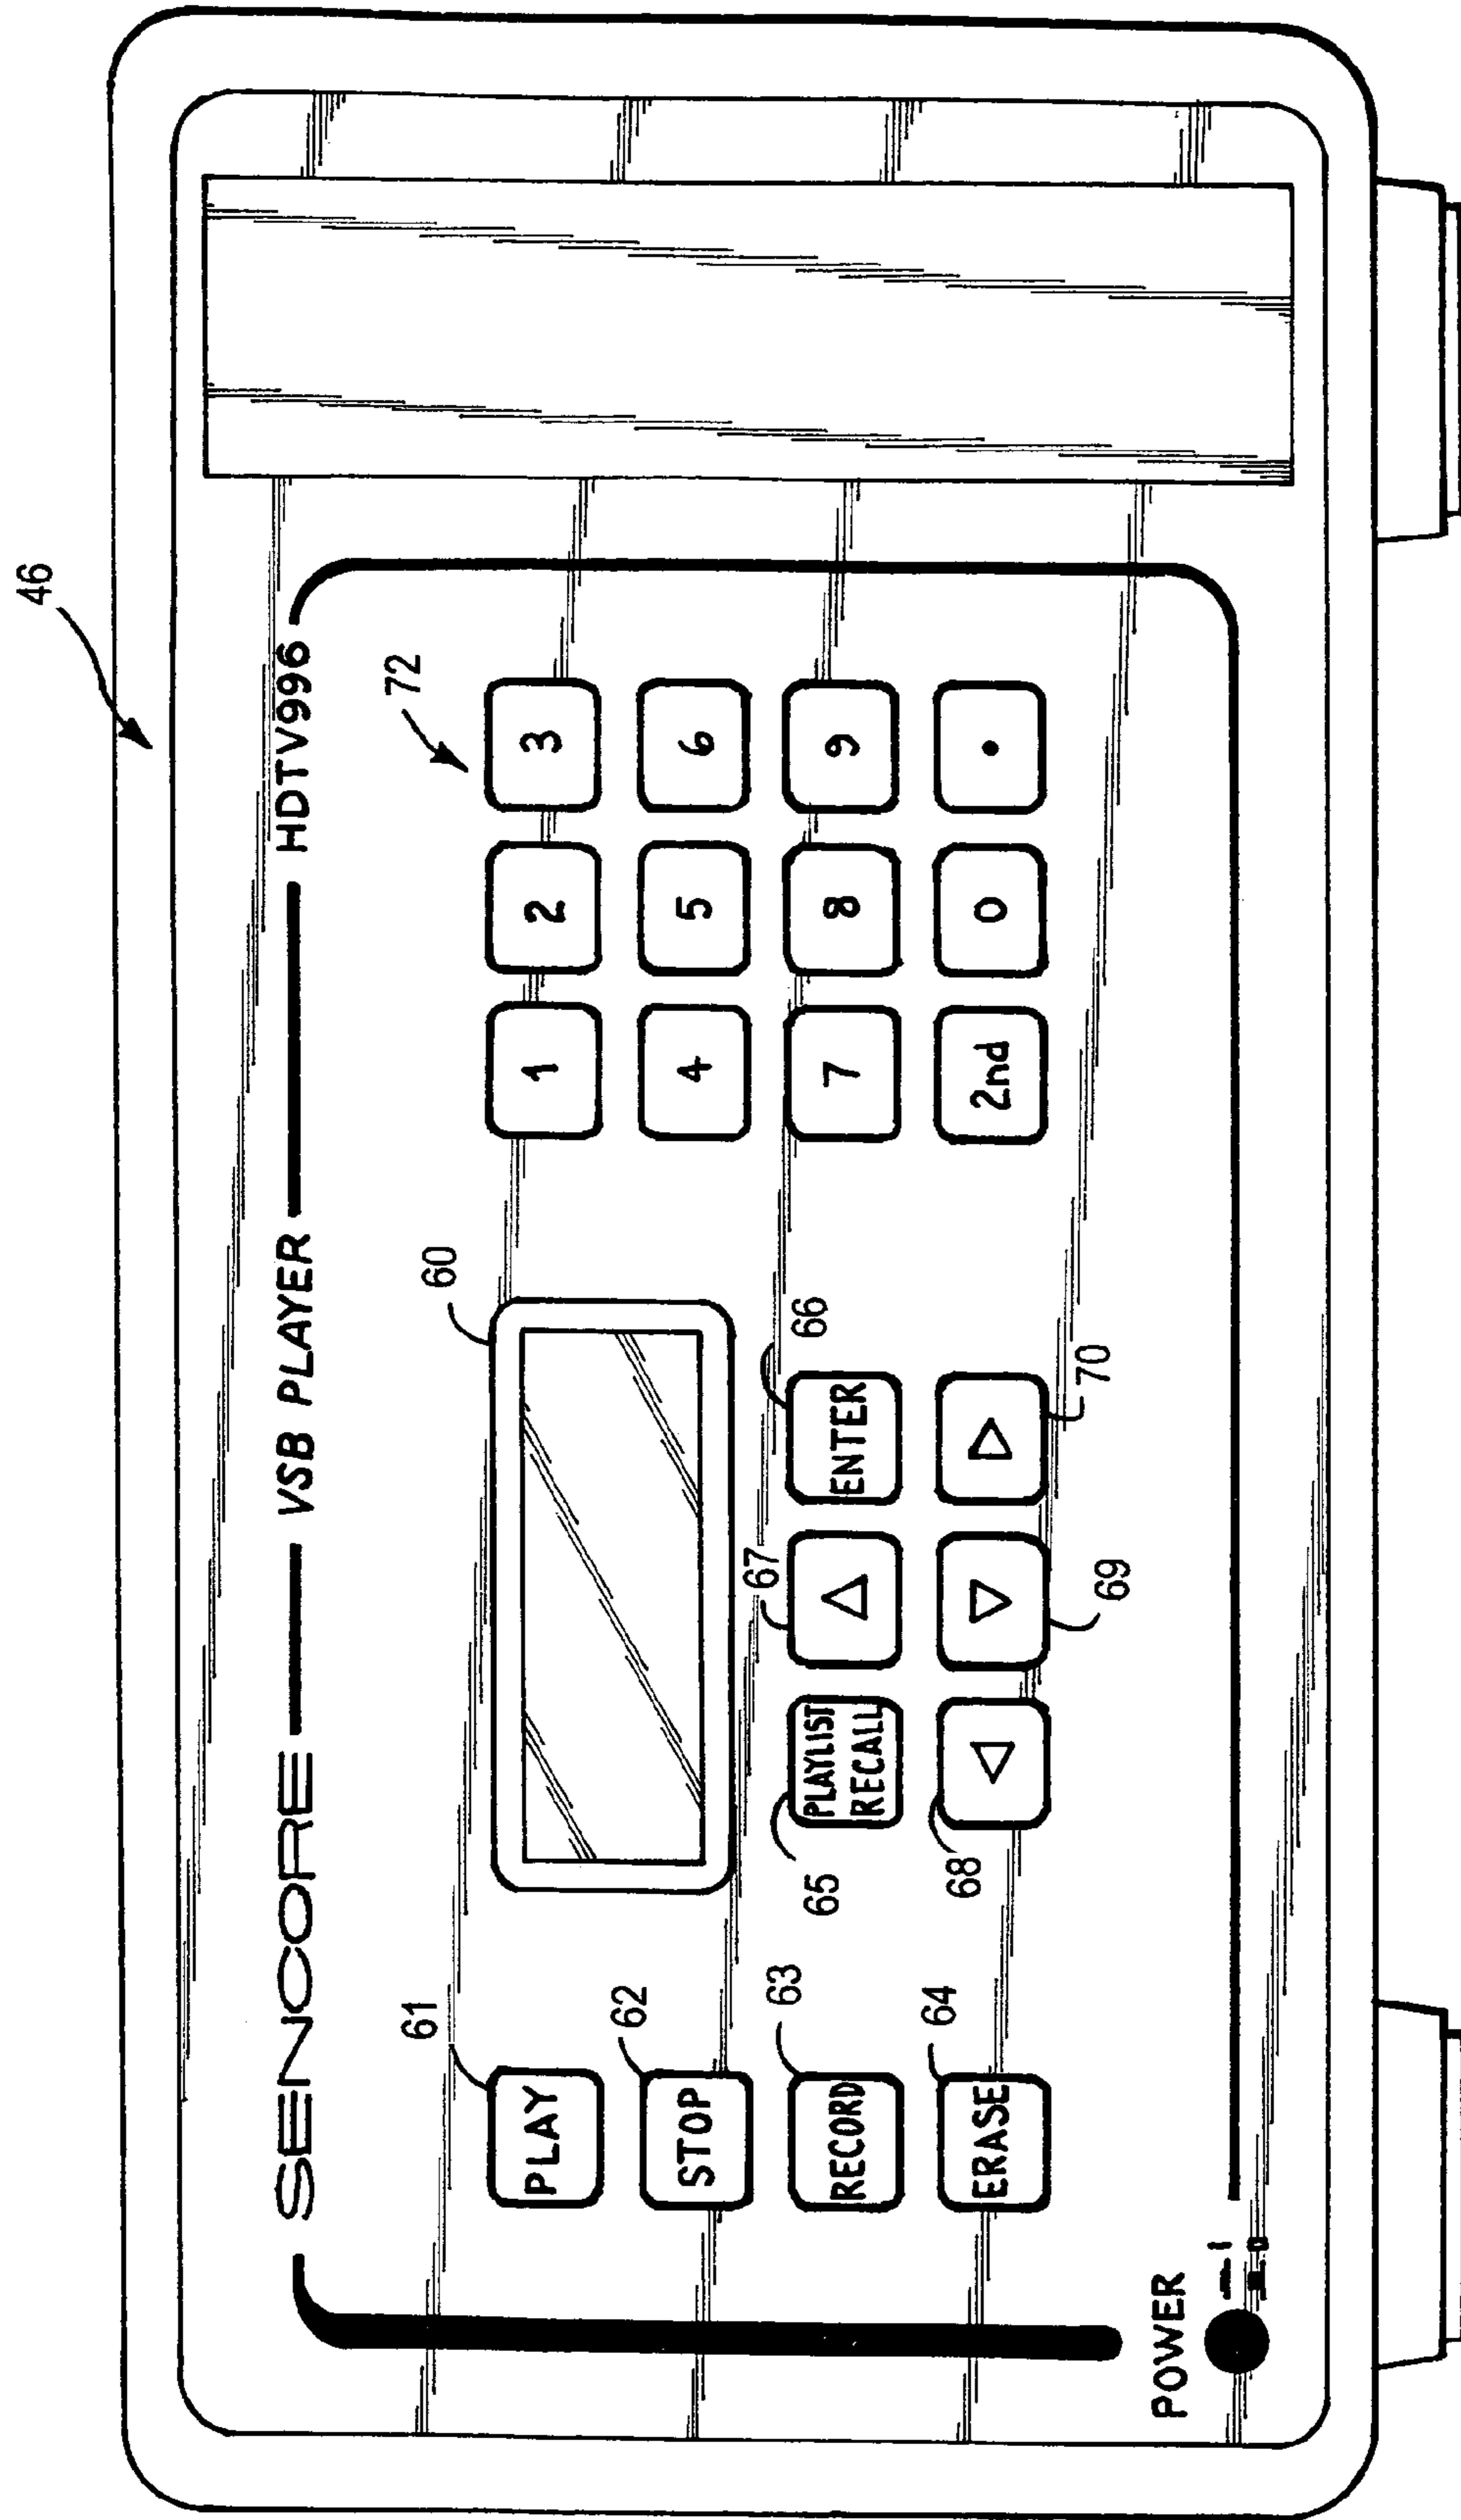 46
SENCORE VSB PLAYER HDTV996
61
PLAY
60
72
1 2 3
62
STOP
4 5 6
63
RECORD
65
PLAYLIST
RECALL
67
66
ENTER
7 8 9
64
ERASE
68
69
70
2nd 0 .
POWER